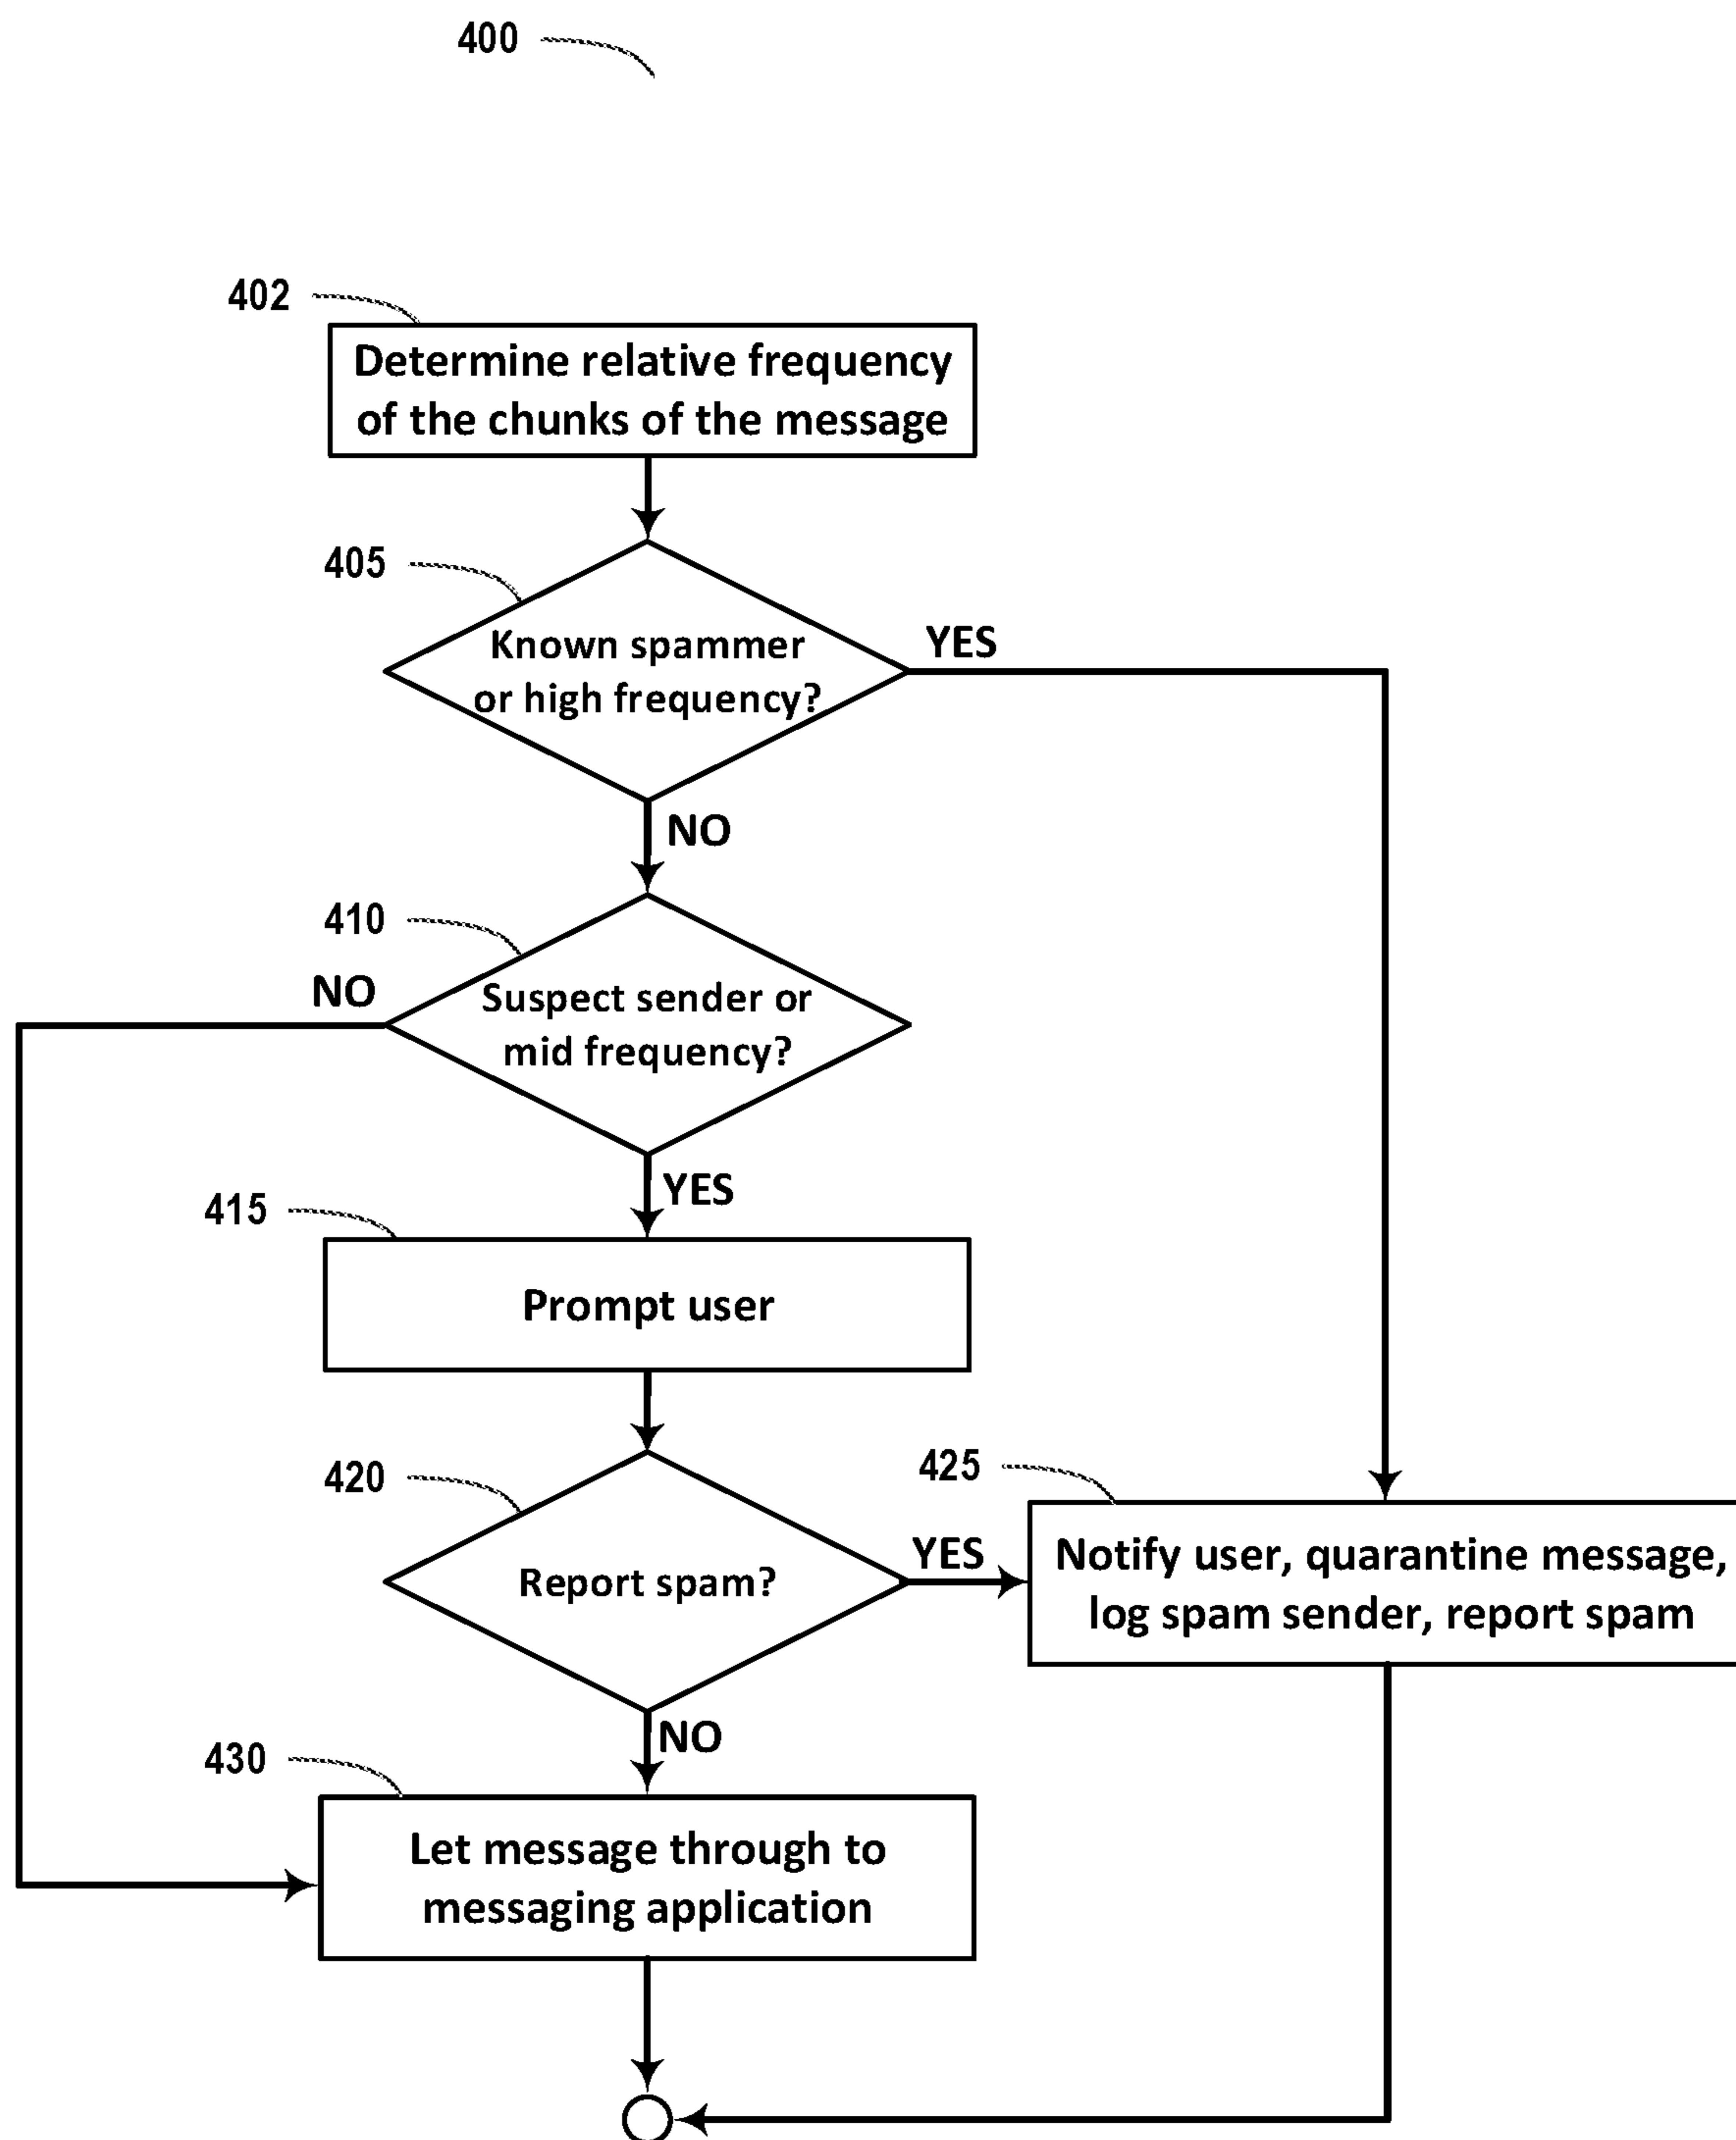 400
402
Determine relative frequency
of the chunks of the message
405
Known spammer
or high frequency?
YES
NO
410
NO
Suspect sender or
mid frequency?
YES
415
Prompt user
420
Report spam?
YES
425
Notify user, quarantine message,
log spam sender, report spam
NO
430
Let message through to
messaging application